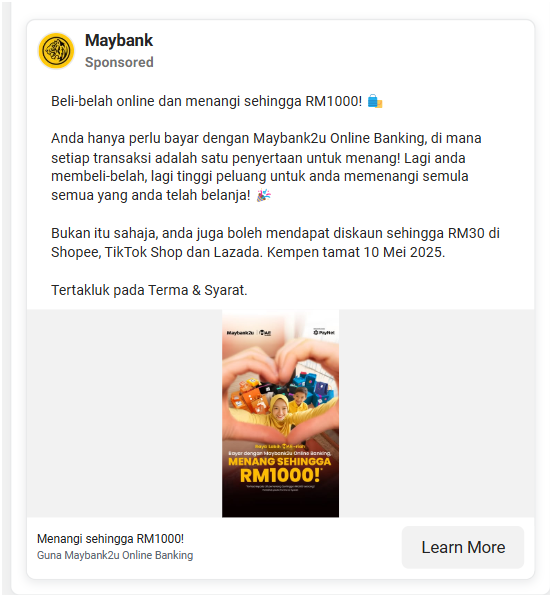 Maybank
Sponsored
Beli-belah online dan menangi sehingga RM1000! 🛍️
Anda hanya perlu bayar dengan Maybank2u Online Banking, di mana
setiap transaksi adalah satu penyertaan untuk menang! Lagi anda
membeli-belah, lagi tinggi peluang untuk anda memenangi semula
semua yang anda telah belanja! 🎉
Bukan itu sahaja, anda juga boleh mendapat diskaun sehingga RM30 di
Shopee, TikTok Shop dan Lazada. Kempen tamat 10 Mei 2025.
Tertakluk pada Terma & Syarat.
Maybank2u
PayNet
Bayar dengan Maybank2u Online Banking,
MENANG SEHINGGA
RM1000!*
Menangi sehingga RM1000!
Guna Maybank2u Online Banking
Learn More